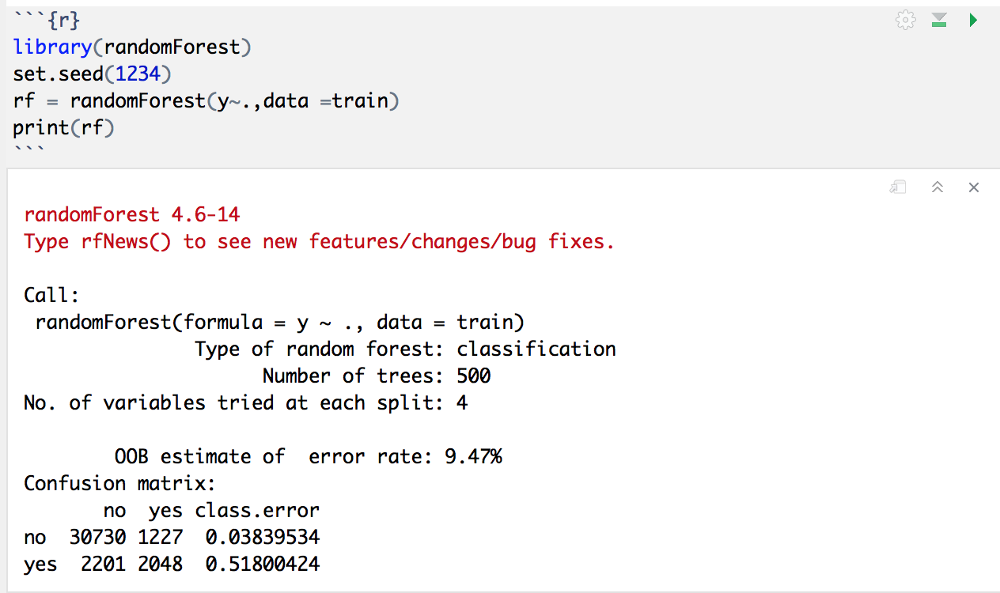 ```{r}
library(randomForest)
set.seed(1234)
rf = randomForest(y~.,data =train)
print(rf)
```
randomForest 4.6-14
Type rfNews() to see new features/changes/bug fixes.
Call:
 randomForest(formula = y ~ ., data = train)
               Type of random forest: classification
                     Number of trees: 500
No. of variables tried at each split: 4
        OOB estimate of  error rate: 9.47%
Confusion matrix:
       no  yes class.error
no  30730 1227  0.03839534
yes  2201 2048  0.51800424